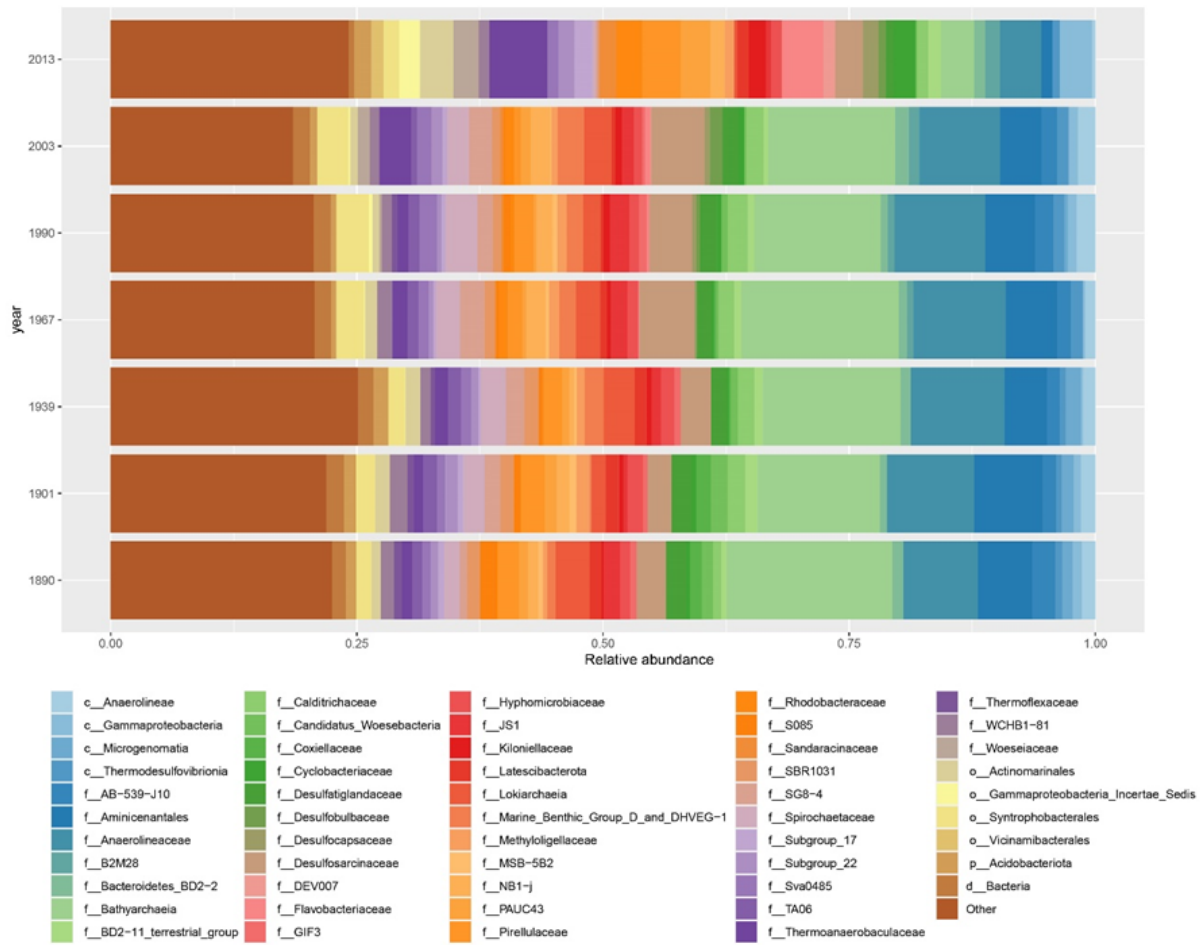 2013
2003
1990
1967
1939
1901
1890
year
0.00 0.25 0.50 0.75 1.00
Relative abundance
c__Anaerolineae f__Calditrichaceae f__Hyphomicrobiaceae f__Rhodobacteraceae f__Thermoflexaceae
c__Gammaproteobacteria f__Candidatus_Woesebacteria f__JS1 f__S085 f__WCHB1-81
c__Microgenomatia f__Coxiellaceae f__Kiloniellaceae f__Sandaracinaceae f__Woeseiaceae
c__Thermodesulfovibrionia f__Cyclobacteriaceae f__Latescibacterota f__SBR1031 o__Actinomarinales
f__AB-539-J10 f__Desulfatiglandaceae f__Lokiarchaeia f__SG8-4 o__Gammaproteobacteria_Incertae_Sedis
f__Aminicenantales f__Desulfobulbaceae f__Marine_Benthic_Group_D_and_DHVEG-1 f__Spirochaetaceae o__Syntrophobacterales
f__Anaerolineaceae f__Desulfocapsaceae f__Methyloligellaceae f__Subgroup_17 o__Vicinamibacterales
f__B2M28 f__Desulfosarcinaceae f__MSB-5B2 f__Subgroup_22 p__Acidobacteriota
f__Bacteroidetes_BD2-2 f__DEV007 f__NB1-j f__Sva0485 d__Bacteria
f__Bathyarchaeia f__Flavobacteriaceae f__PAUC43 f__TA06 Other
f__BD2-11_terrestrial_group f__GIF3 f__Pirellulaceae f__Thermoanaerobaculaceae